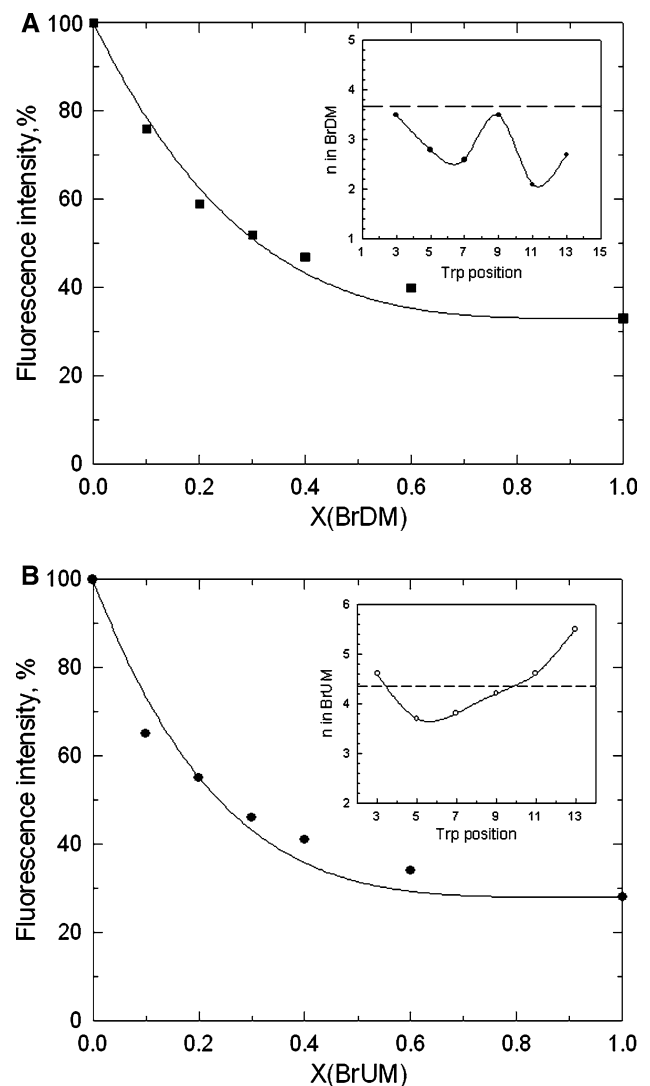 A
100
80
60
40
20
0
Fluorescence intensity,%
0.0 0.2 0.4 0.6 0.8 1.0
X(BrDM)
5
4
3
2
1
n in BrDM
1 3 5 7 9 11 13 15
Trp position
B
100
80
60
40
20
0
Fluorescence intensity, %
0.0 0.2 0.4 0.6 0.8 1.0
X(BrUM)
6
5
4
3
2
n in BrUM
3 5 7 9 11 13
Trp position